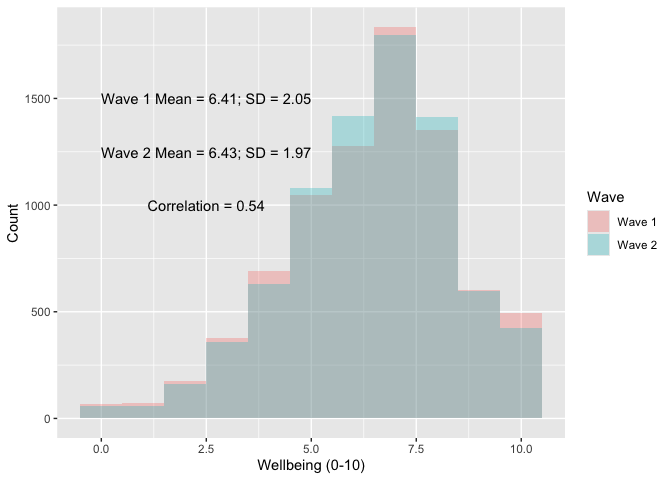 Wave 1 Mean = 6.41; SD = 2.05
Wave 2 Mean = 6.43; SD = 1.97
Correlation = 0.54
Count
1500
1000
500
0
0.0 2.5 5.0 7.5 10.0
Wellbeing (0-10)
Wave
Wave 1
Wave 2